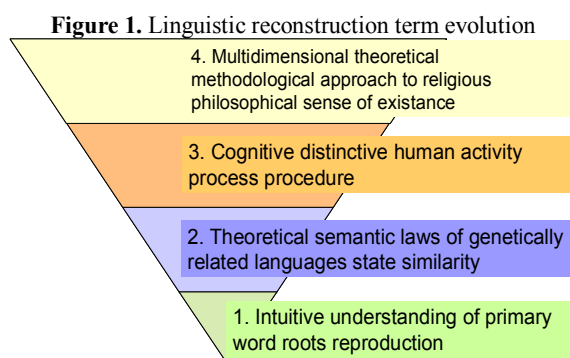 Figure 1. Linguistic reconstruction term evolution
4. Multidimensional theoretical
methodological approach to religious
philosophical sense of existance
3. Cognitive distinctive human activity
process procedure
2. Theoretical semantic laws of genetically
related languages state similarity
1. Intuitive understanding of primary
word roots reproduction